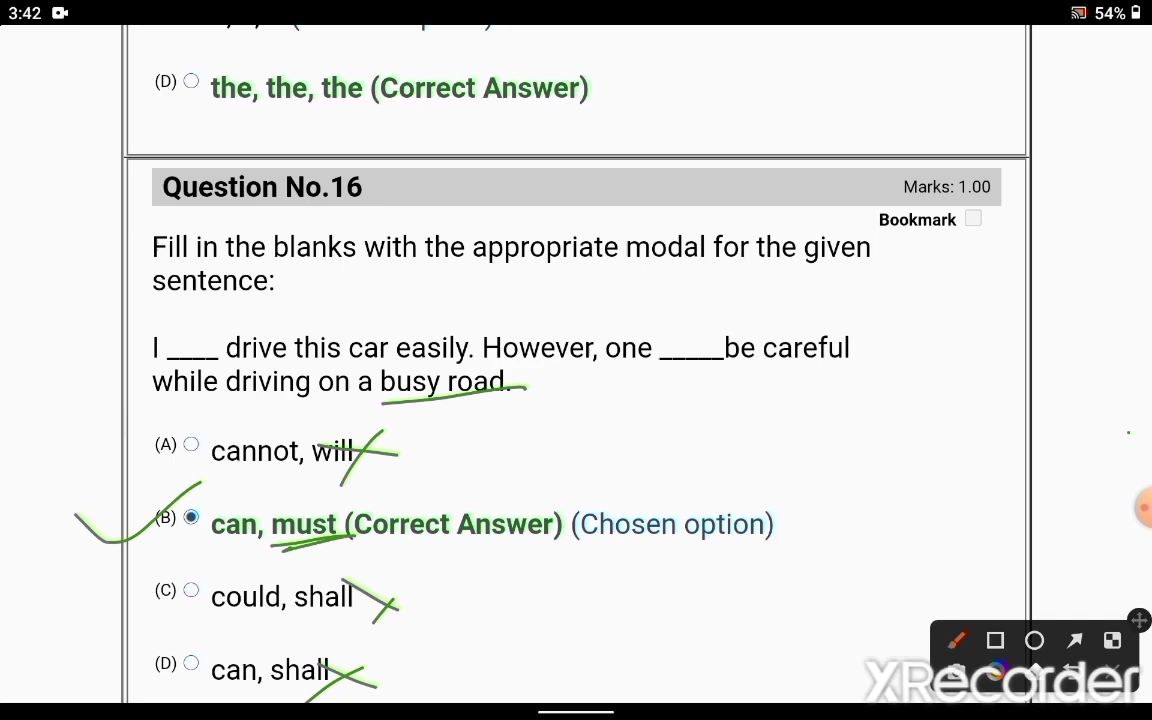 3:42
54%
(D) the, the, the (Correct Answer)
Question No.16
Marks: 1.00
Bookmark
Fill in the blanks with the appropriate modal for the given
sentence:
I ____ drive this car easily. However, one _____be careful
while driving on a busy road.
(A) cannot, will
(B) can, must (Correct Answer) (Chosen option)
(C) could, shall
(D) can, shall
XRecorder